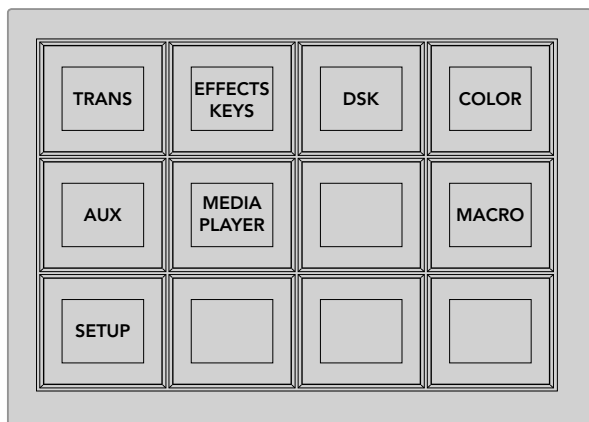 TRANS
EFFECTS
KEYS
DSK
COLOR
AUX
MEDIA
PLAYER
MACRO
SETUP